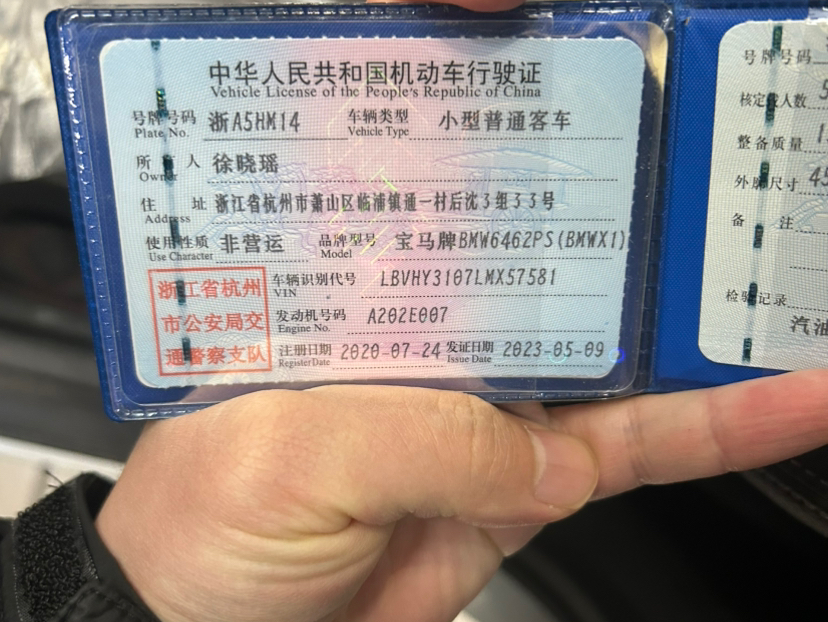 中华人民共和国机动车行驶证
Vehicle License of the People's Republic of China
号牌号码 浙A5HM14 车辆类型 小型普通客车
Plate No. Vehicle Type
所有人 徐晓瑶
Owner
住址 浙江省杭州市萧山区临浦镇通一村后沈3组33号
Address
使用性质 非营运 品牌型号 宝马牌BMW6462PS(BMWX1)
Use Character Model
浙江省杭州
市公安局交
通警察支队
车辆识别代号 LBVHY3107LMX57581
VIN
发动机号码 A202E007
Engine No.
注册日期 2020-07-24 发证日期 2023-05-09
Register Date Issue Date
号牌号码
核定载人数 5
整备质量 1
外廓尺寸 45
备注
检验记录
汽油